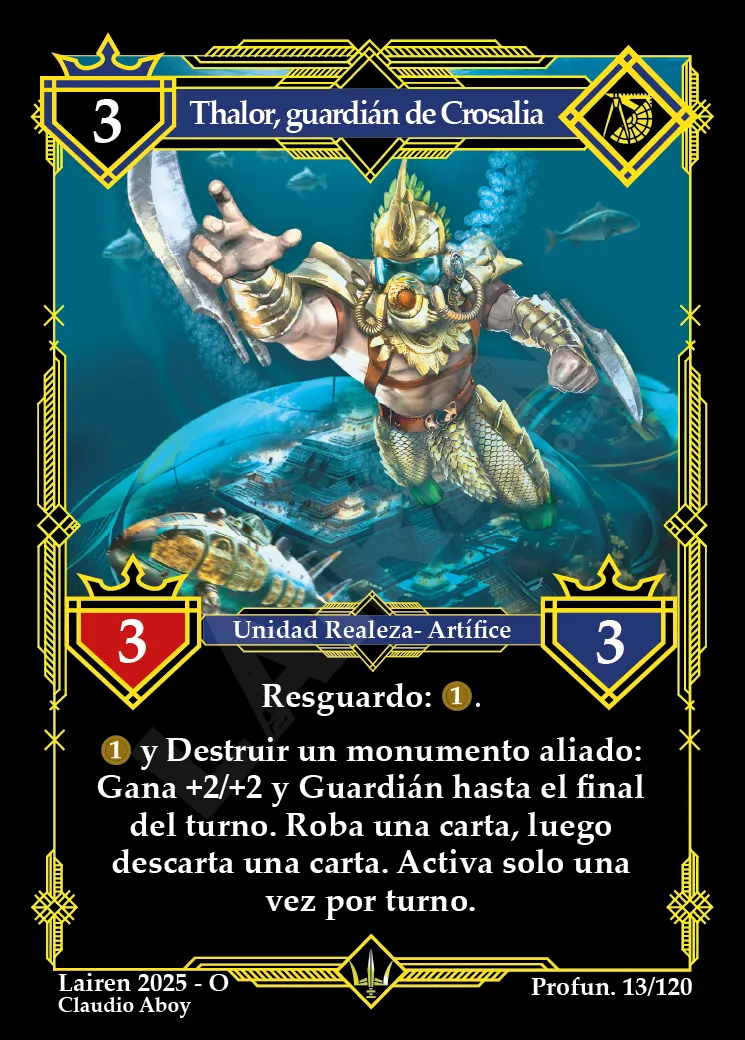 3
Thalor, guardián de Crosalia
3
Unidad Realeza- Artífice
3
Resguardo: 1.
1 y Destruir un monumento aliado:
Gana +2/+2 y Guardián hasta el final
del turno. Roba una carta, luego
descarta una carta. Activa solo una
vez por turno.
Lairen 2025 - O
Claudio Aboy
Profun. 13/120